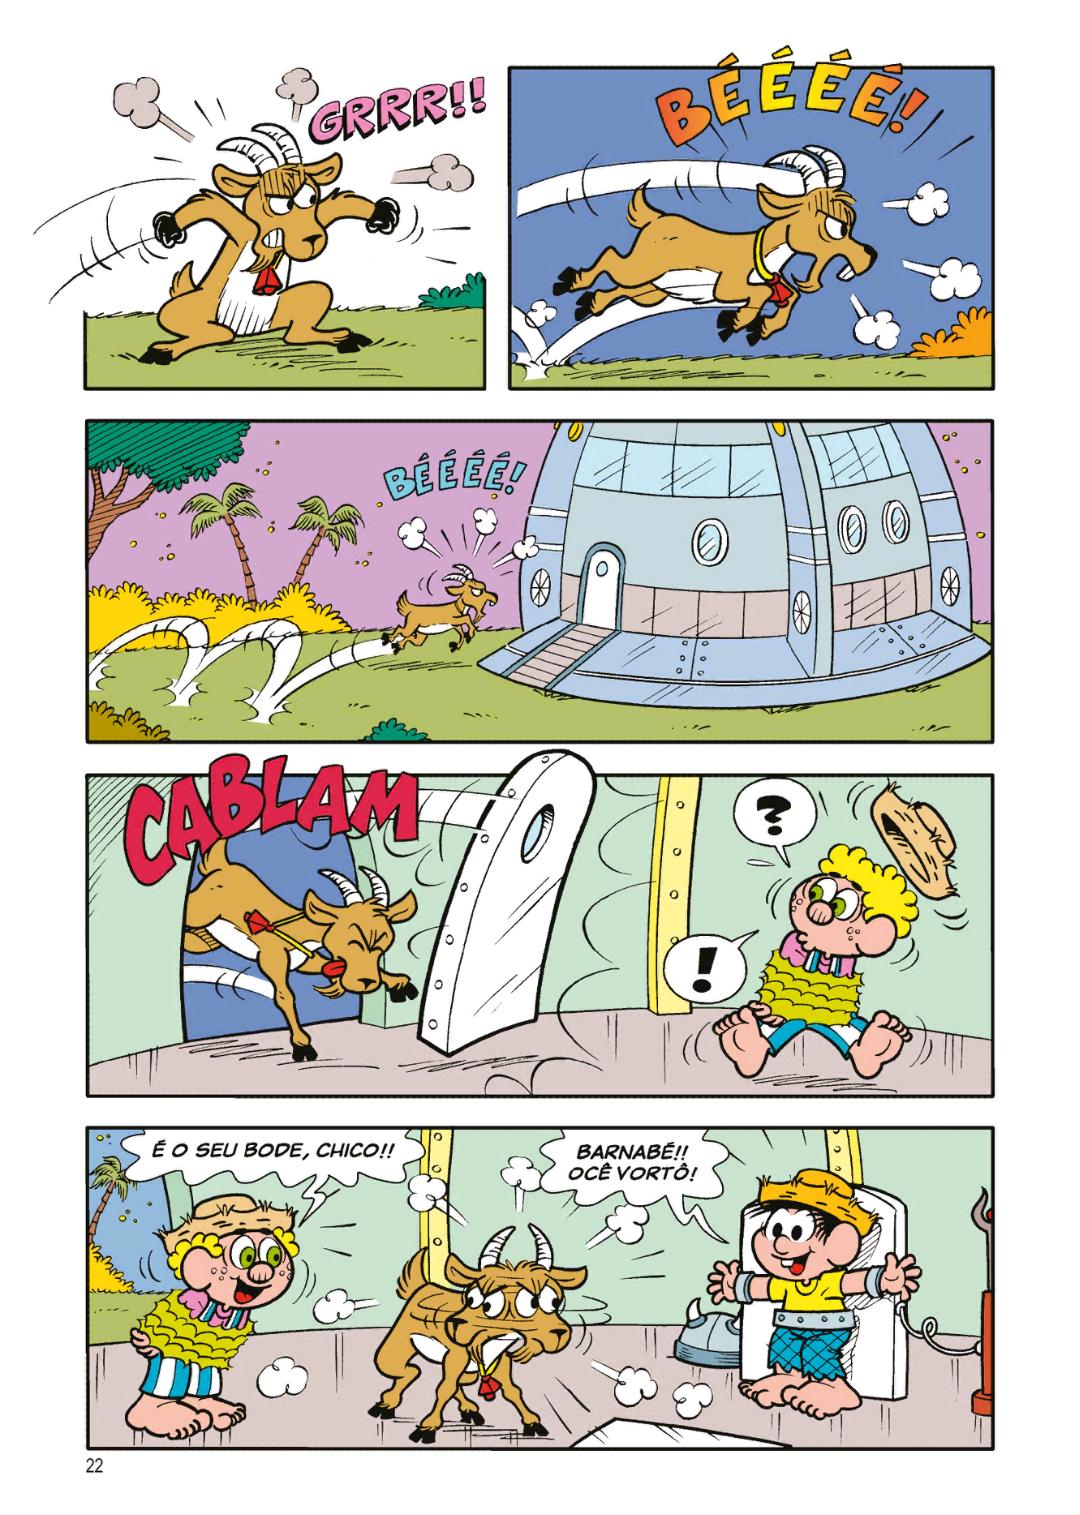 GRRR!!
BÉÉÉÉ!
BÉÉÉÉ!
CABLAM
?
!
É O SEU BODE, CHICO!!
BARNABÉ!!
OCÊ VORTÔ!
22